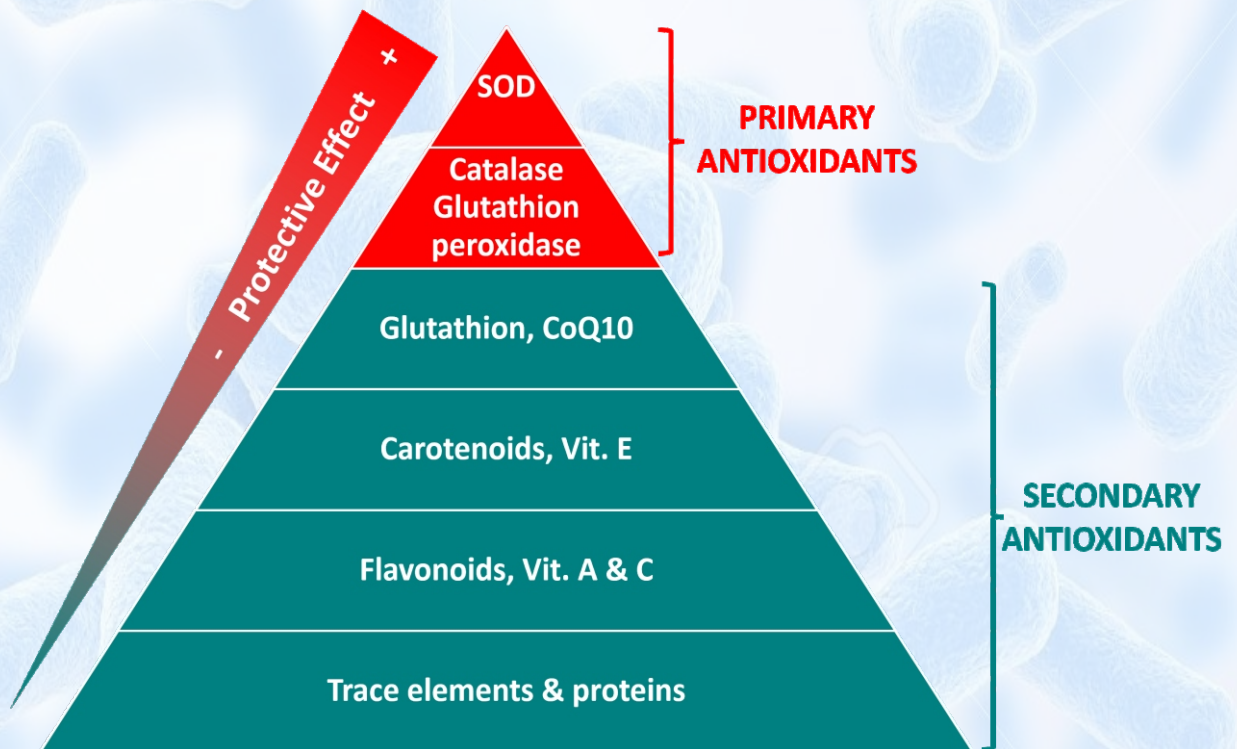 - Protective Effect +
SOD
Catalase
Glutathion
peroxidase
PRIMARY
ANTIOXIDANTS
Glutathion, CoQ10
Carotenoids, Vit. E
Flavonoids, Vit. A & C
Trace elements & proteins
SECONDARY
ANTIOXIDANTS